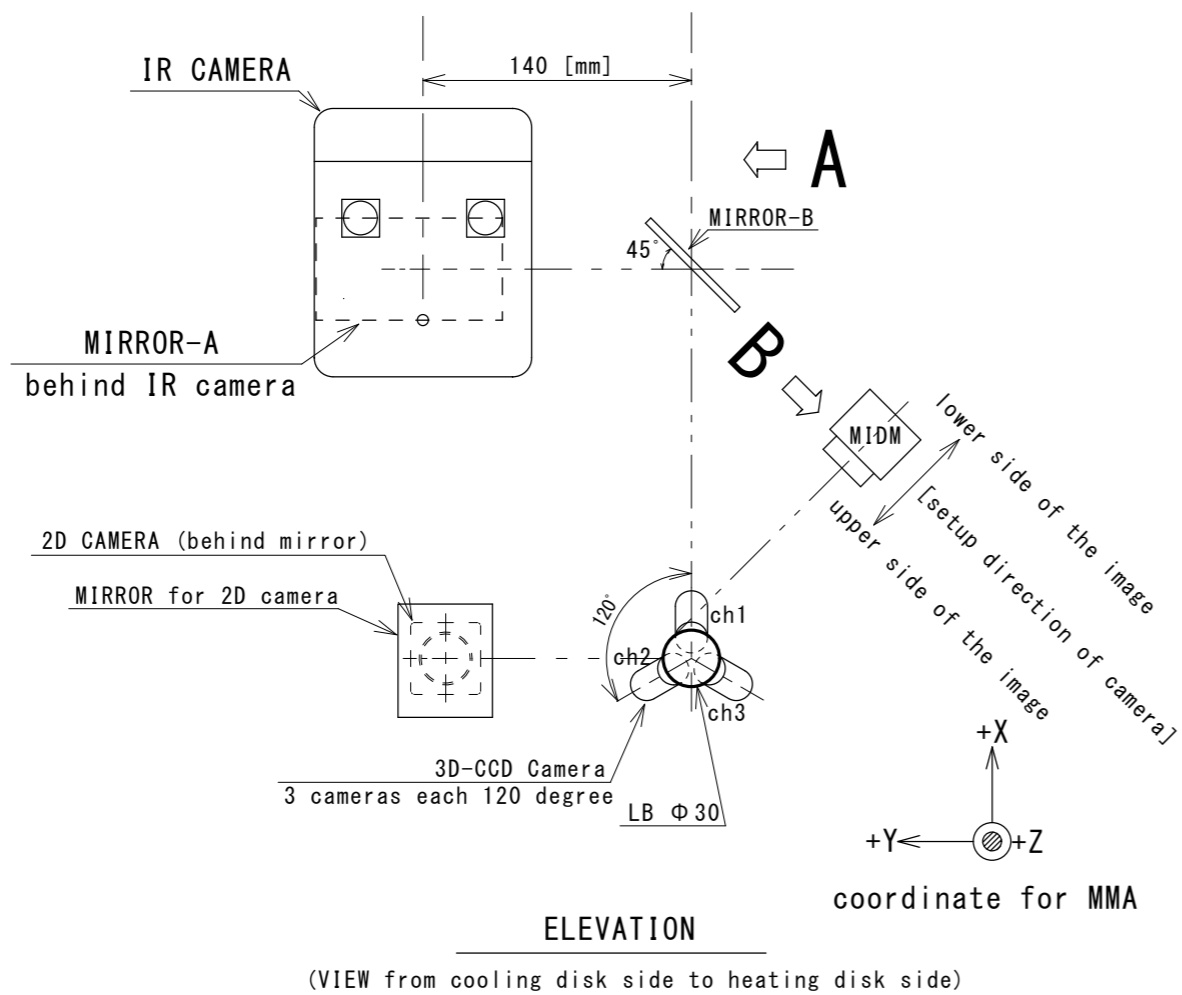 IR CAMERA
140 [mm]
A
MIRROR-B
45°
MIRROR-A
behind IR camera
B
MIDM
lower side of the image
[setup direction of camera]
upper side of the image
2D CAMERA (behind mirror)
MIRROR for 2D camera
120°
ch1
ch2
ch3
3D-CCD Camera
3 cameras each 120 degree
LB Φ30
+X
+Y
+Z
coordinate for MMA
ELEVATION
(VIEW from cooling disk side to heating disk side)